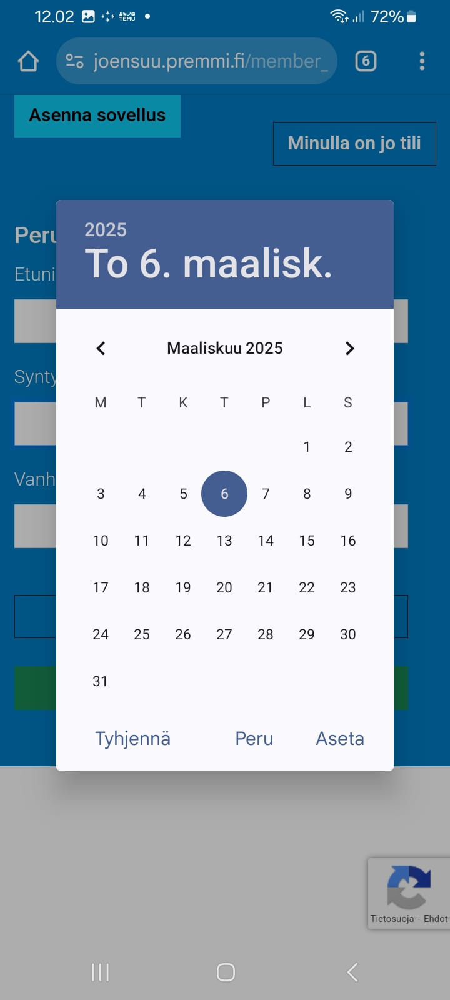 12.02 TEMU 72%
6
joensuu.premmi.fi/member_
Asenna sovellus
Minulla on jo tili
Peru
Etuni
Synty
Vanh
2025
To 6. maalisk.
Maaliskuu 2025
M T K T P L S
1 2
3 4 5 6 7 8 9
10 11 12 13 14 15 16
17 18 19 20 21 22 23
24 25 26 27 28 29 30
31
Tyhjennä Peru Aseta
Tietosuoja - Ehdot